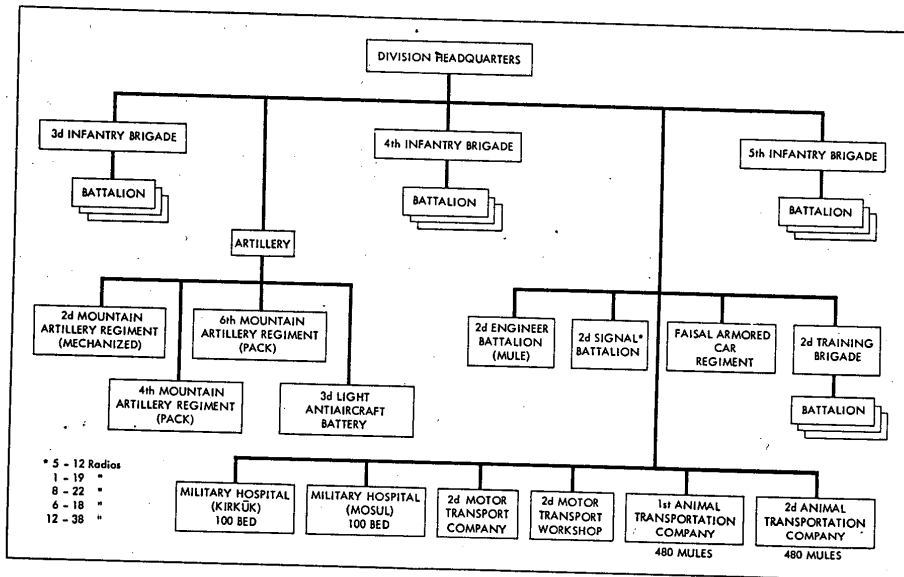 DIVISION HEADQUARTERS
3d INFANTRY BRIGADE
4th INFANTRY BRIGADE
5th INFANTRY BRIGADE
BATTALION
BATTALION
BATTALION
ARTILLERY
2d MOUNTAIN
ARTILLERY REGIMENT
(MECHANIZED)
6th MOUNTAIN
ARTILLERY REGIMENT
(PACK)
4th MOUNTAIN
ARTILLERY REGIMENT
(PACK)
3d LIGHT
ANTIAIRCRAFT
BATTERY
2d ENGINEER
BATTALION
(MULE)
2d SIGNAL*
BATTALION
FAISAL ARMORED
CAR
REGIMENT
2d TRAINING
BRIGADE
BATTALION
* 5 - 12 Radios
1 - 19 "
8 - 22 "
6 - 18 "
12 - 38 "
MILITARY HOSPITAL
(KIRKŪK)
100 BED
MILITARY HOSPITAL
(MOSUL)
100 BED
2d MOTOR
TRANSPORT
COMPANY
2d MOTOR
TRANSPORT
WORKSHOP
1st ANIMAL
TRANSPORTATION
COMPANY
480 MULES
2d ANIMAL
TRANSPORTATION
COMPANY
480 MULES